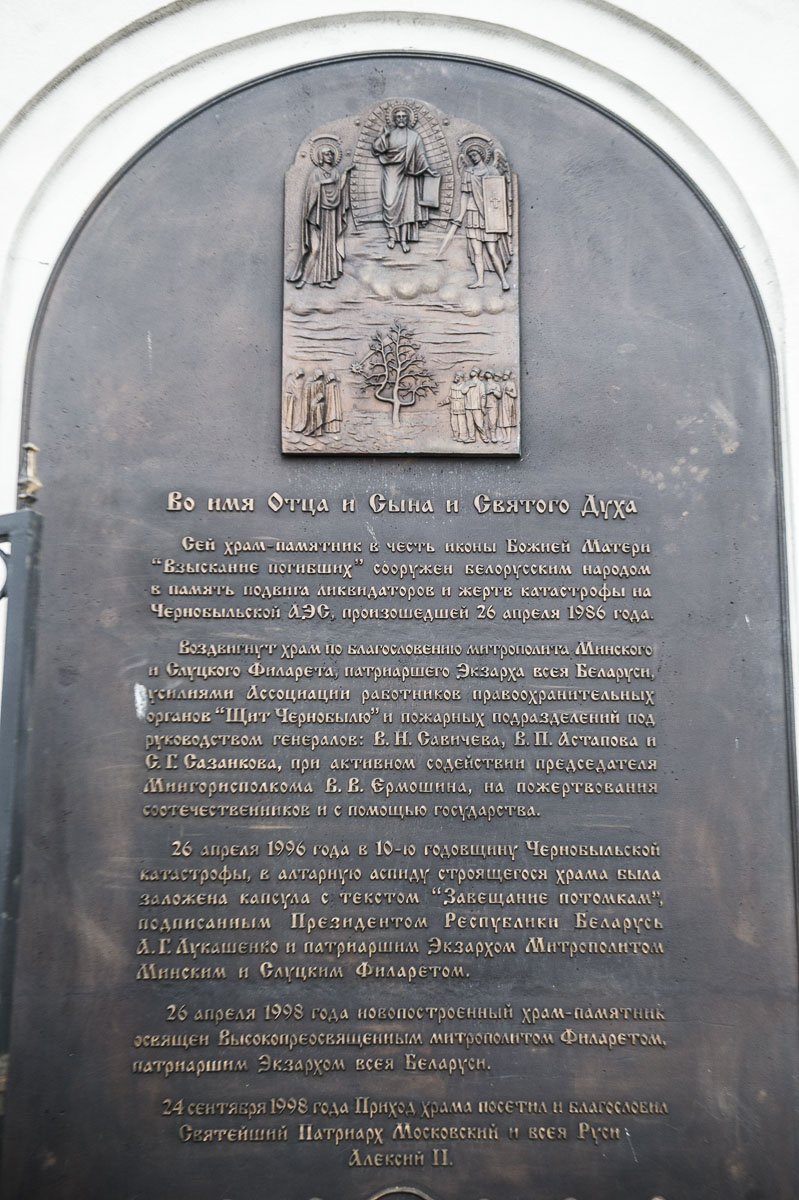 Во имя Отца и Сына и Святого Духа
Сей храм-памятник в честь иконы Божией Матери
"Взыскание погибших" сооружен белорусским народом
в память подвига ликвидаторов и жертв катастрофы на
Чернобыльской АЭС, произошедшей 26 апреля 1986 года.
Воздвигнут храм по благословению митрополита Минского
и Слуцкого Филарета, патриаршего Экзарха всея Беларуси,
усилиями Ассоциации работников правоохранительных
органов "Щит Чернобылю" и пожарных подразделений под
руководством генералов: В.Н. Савичева, В.П. Астапова и
С.Г. Сазанкова, при активном содействии председателя
Мингорисполкома В.В. Ермошина, на пожертвования
соотечественников и с помощью государства.
26 апреля 1996 года в 10-ю годовщину Чернобыльской
катастрофы, в алтарную аспиду строящегося храма была
заложена капсула с текстом "Завещание потомкам",
подписанным Президентом Республики Беларусь
А.Г. Лукашенко и патриаршим Экзархом Митрополитом
Минским и Слуцким Филаретом.
26 апреля 1998 года новопостроенный храм-памятник
освящен Высокопреосвященным митрополитом Филаретом,
патриаршим Экзархом всея Беларуси.
24 сентября 1998 года Приход храма посетил и благословил
Святейший Патриарх Московский и всея Руси
Алексий II.